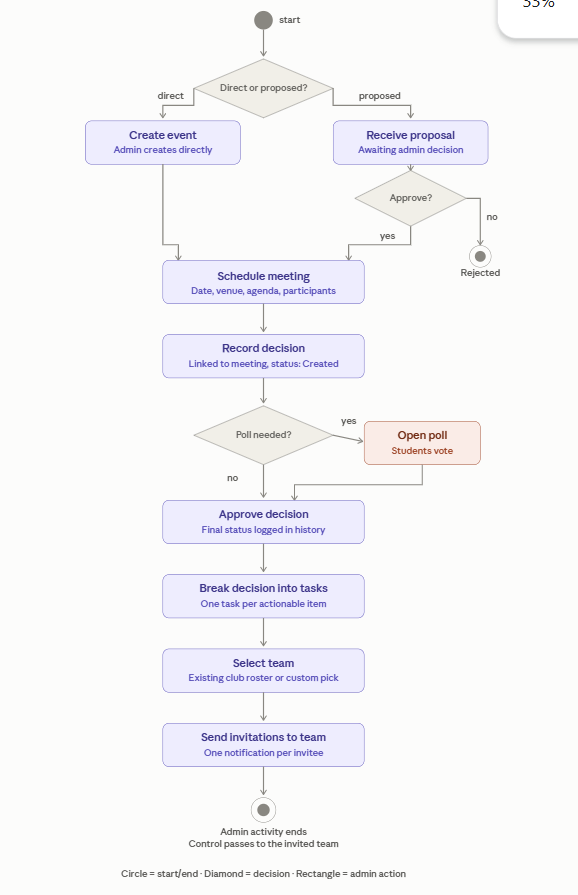 33%
start
Direct or proposed?
direct
proposed
Create event
Admin creates directly
Receive proposal
Awaiting admin decision
Approve?
no
yes
Rejected
Schedule meeting
Date, venue, agenda, participants
Record decision
Linked to meeting, status: Created
Poll needed?
yes
Open poll
Students vote
no
Approve decision
Final status logged in history
Break decision into tasks
One task per actionable item
Select team
Existing club roster or custom pick
Send invitations to team
One notification per invitee
Admin activity ends
Control passes to the invited team
Circle = start/end · Diamond = decision · Rectangle = admin action